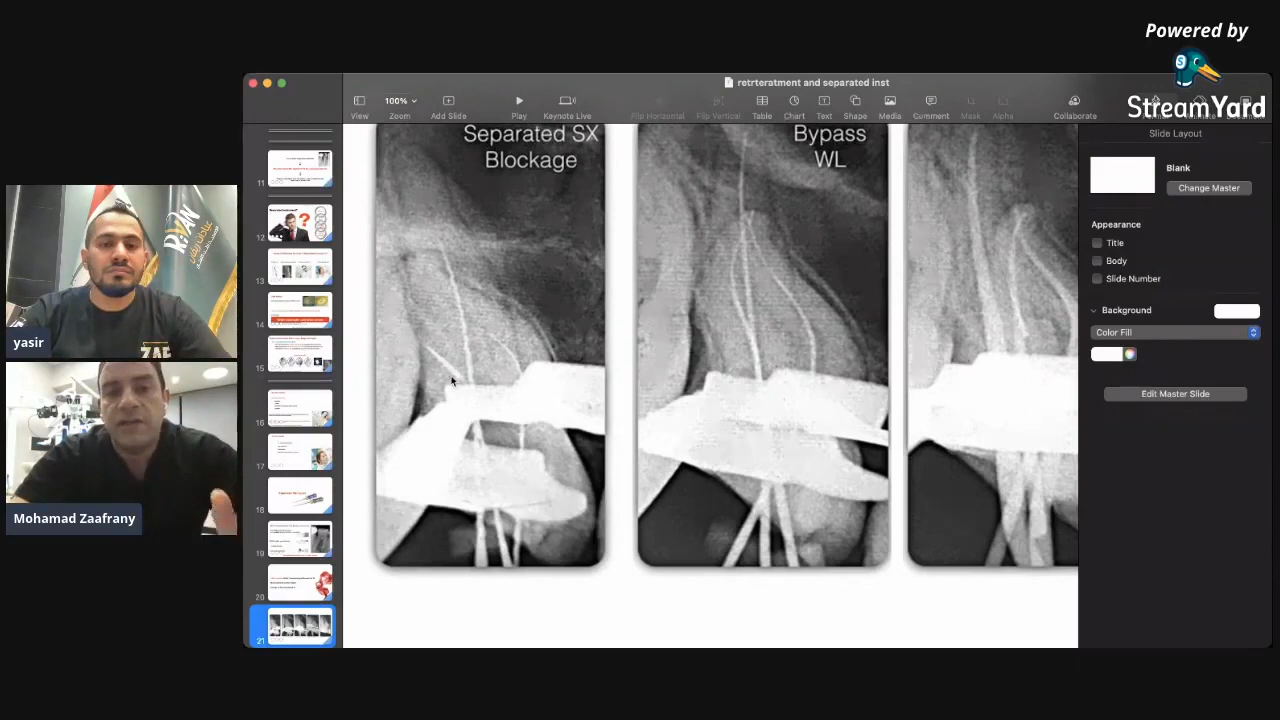 Powered by
StreamYard
retrteratment and separated inst
100%
View
Zoom
Add Slide
Play
Keynote Live
Flip Horizontal
Flip Vertical
Table
Chart
Text
Shape
Media
Comment
Mask
Alpha
Collaborate
Slide Layout
Blank
Change Master
Appearance
Title
Body
Slide Number
Background
Color Fill
Edit Master Slide
Separated SX
Blockage
Bypass
WL
11
12
13
14
15
16
17
18
19
20
21
yasir
ZAF
Mohamad Zaafrany